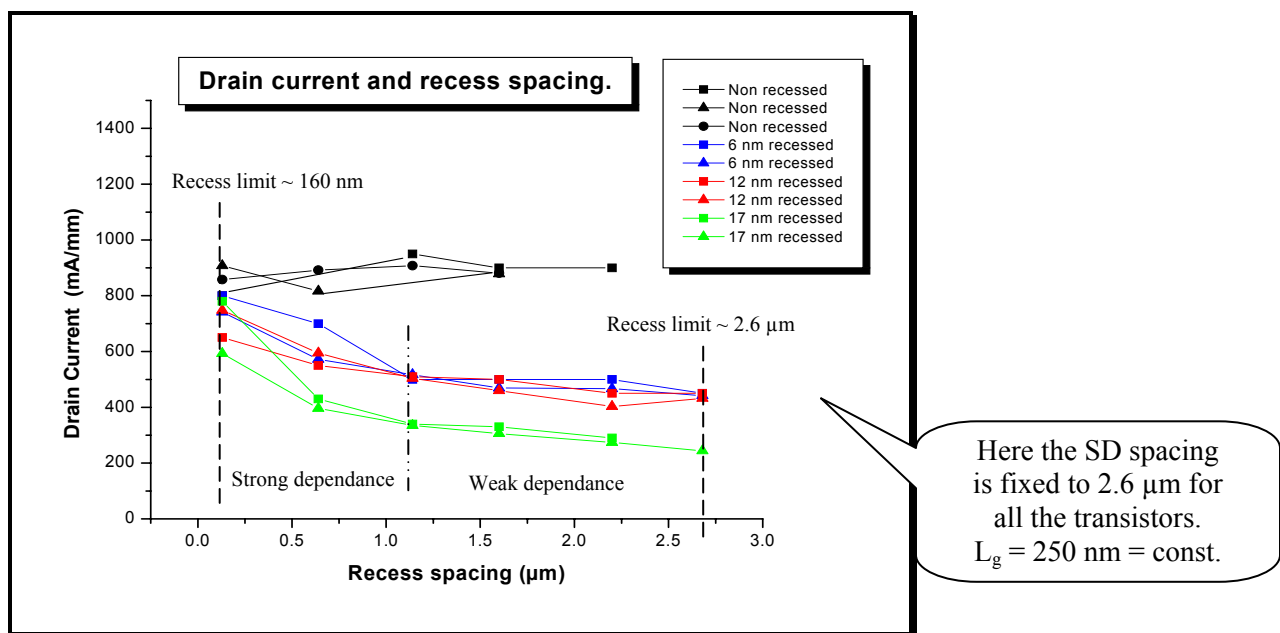 Drain current and recess spacing.
Non recessed
Non recessed
Non recessed
6 nm recessed
6 nm recessed
12 nm recessed
12 nm recessed
17 nm recessed
17 nm recessed
Drain Current (mA/mm)
1400
1200
1000
800
600
400
200
0
Recess limit ~ 160 nm
Recess limit ~ 2.6 µm
Strong dependance
Weak dependance
0.0 0.5 1.0 1.5 2.0 2.5 3.0
Recess spacing (µm)
Here the SD spacing
is fixed to 2.6 µm for
all the transistors.
Lg = 250 nm = const.